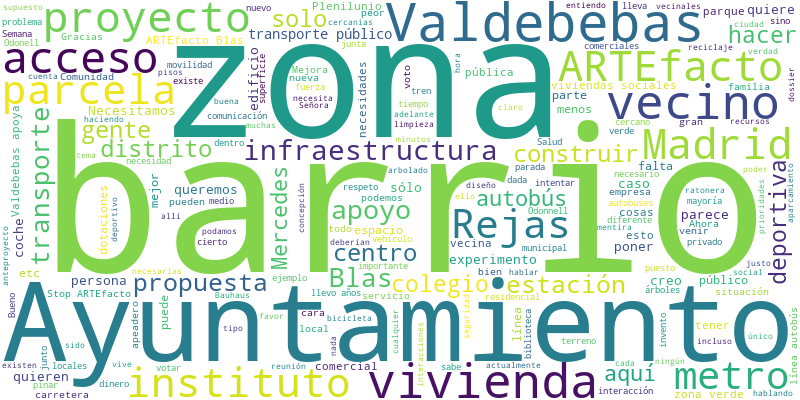 supuesto
problema
Odonell
Semana
Gracias
proyecto
cercanías
Plenilunio
peor
Valdebebas
nuevo
entiendo
lleva
vecinales
parque
quiere
ciudad
sino
hacer
acceso
zona
ARTEfacto Blas
transporte público
solo
junta
comerciales
reciclaje
verdad
movilidad
pisos
existe
edificio
superficie
Mejora
nueva
fuerza
necesita
Señora
necesidades
voto
tren
hora
pública
ARTEfacto
viviendas sociales
familia
dossier
parcela
cuenta
Comunidad
buena
comunicación
muchas
claro
tiempo
adelante
limpieza
minutos
parte
menos
vecino
gran
recursos
Necesitamos
haciendo
gente
dentro
distrito
tema
necesidad
infraestructura
Salud
verde
cercano
construir
Madrid
falta
necesario
Valdebebas apoya
transporte
barrio
dotaciones
deportivo
mejor
queremos
pueden
medio
allí
podamos
cierto
Mercedes
concepción
respeto
podemos
todo
espacio
deberían
vehículo
arbolado
sólo
apoyo
centro
parada
dada
diseño
intentar
ello
autobús
Odonnell
Rejas
vecina
experimento
municipal
caso
empresa
autobuses
cosas
diferente
mentira
esto
poner
ratonera
mayoría
parece
Ahora
venir
privado
prioridades
poder
aparcamiento
deportiva
coche
anteproyecto
etc
persona
necesarias
propuesta
ejemplo
Blas
importante
colegio
bien
hablar
estación
puesto
creo
árboles
público
social
situación
justo
Bueno
Stop ARTEfacto
Bauhaus
llevo años
servicio
residencial
Ayuntamiento
apeadero
puede
tipo
favor
cara
local
bicicleta
nada
cualquier
interacciones
seguridad
línea
biblioteca
terreno
invento
tener
incluso
único
ningún
línea autobús
existen
junto
sido
locales
quieren
pinar
carretera
dinero
vive
votar
instituto
reunión
comercial
vivienda
sabe
actualmente
aquí
interacción
cada
metro
zona verde
hablando